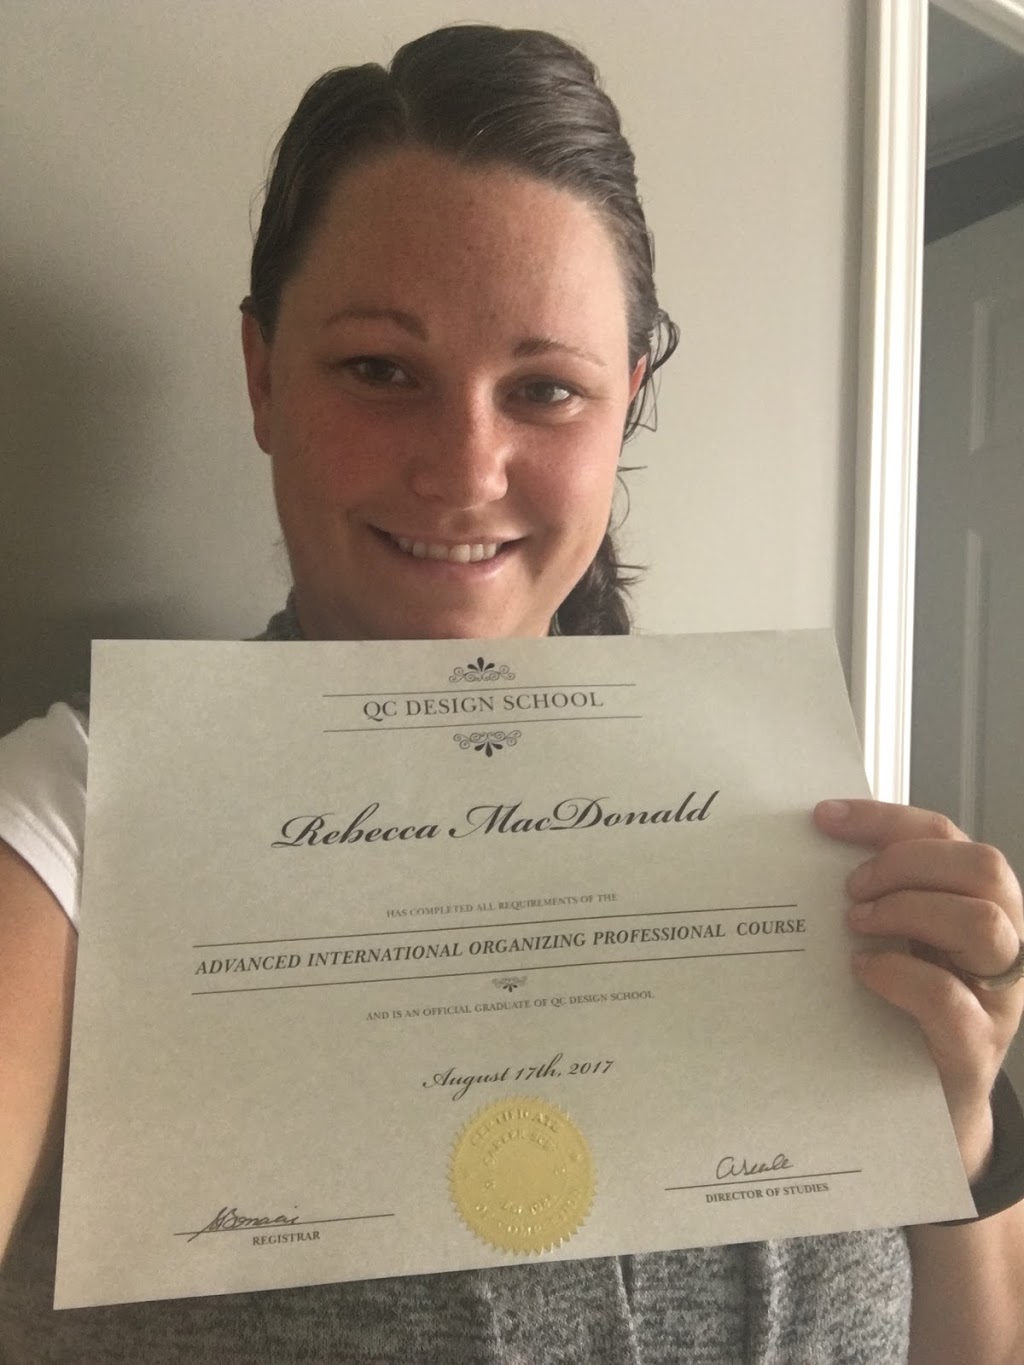 QC DESIGN SCHOOL
Rebecca MacDonald
HAS COMPLETED ALL REQUIREMENTS OF THE
ADVANCED INTERNATIONAL ORGANIZING PROFESSIONAL COURSE
AND IS AN OFFICIAL GRADUATE OF QC DESIGN SCHOOL
August 17th, 2017
CERTIFICATE
DIRECTOR OF STUDIES
REGISTRAR